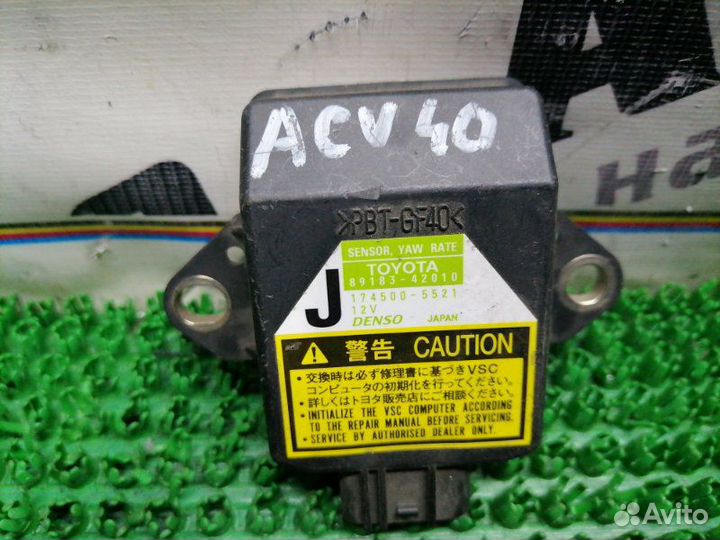 ACV40
>PBT-GF40<
SENSOR, YAW RATE
TOYOTA
89183-42010
174500-5521
12V
DENSO JAPAN
J
警告 CAUTION
・交換時は必ず修理書に基づきVSC
コンピュータの初期化を行ってください。
・詳しくはトヨタ販売店にご相談ください。
・INITIALIZE THE VSC COMPUTER ACCORDING
TO THE REPAIR MANUAL BEFORE SERVICING.
・SERVICE BY AUTHORISED DEALER ONLY.
на
Avito